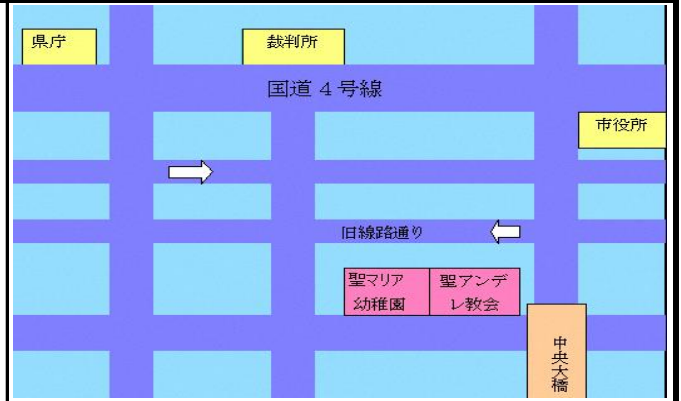 県庁
裁判所
国道4号線
市役所
旧線路通り
聖マリア
幼稚園
聖アンデ
レ教会
中央大橋